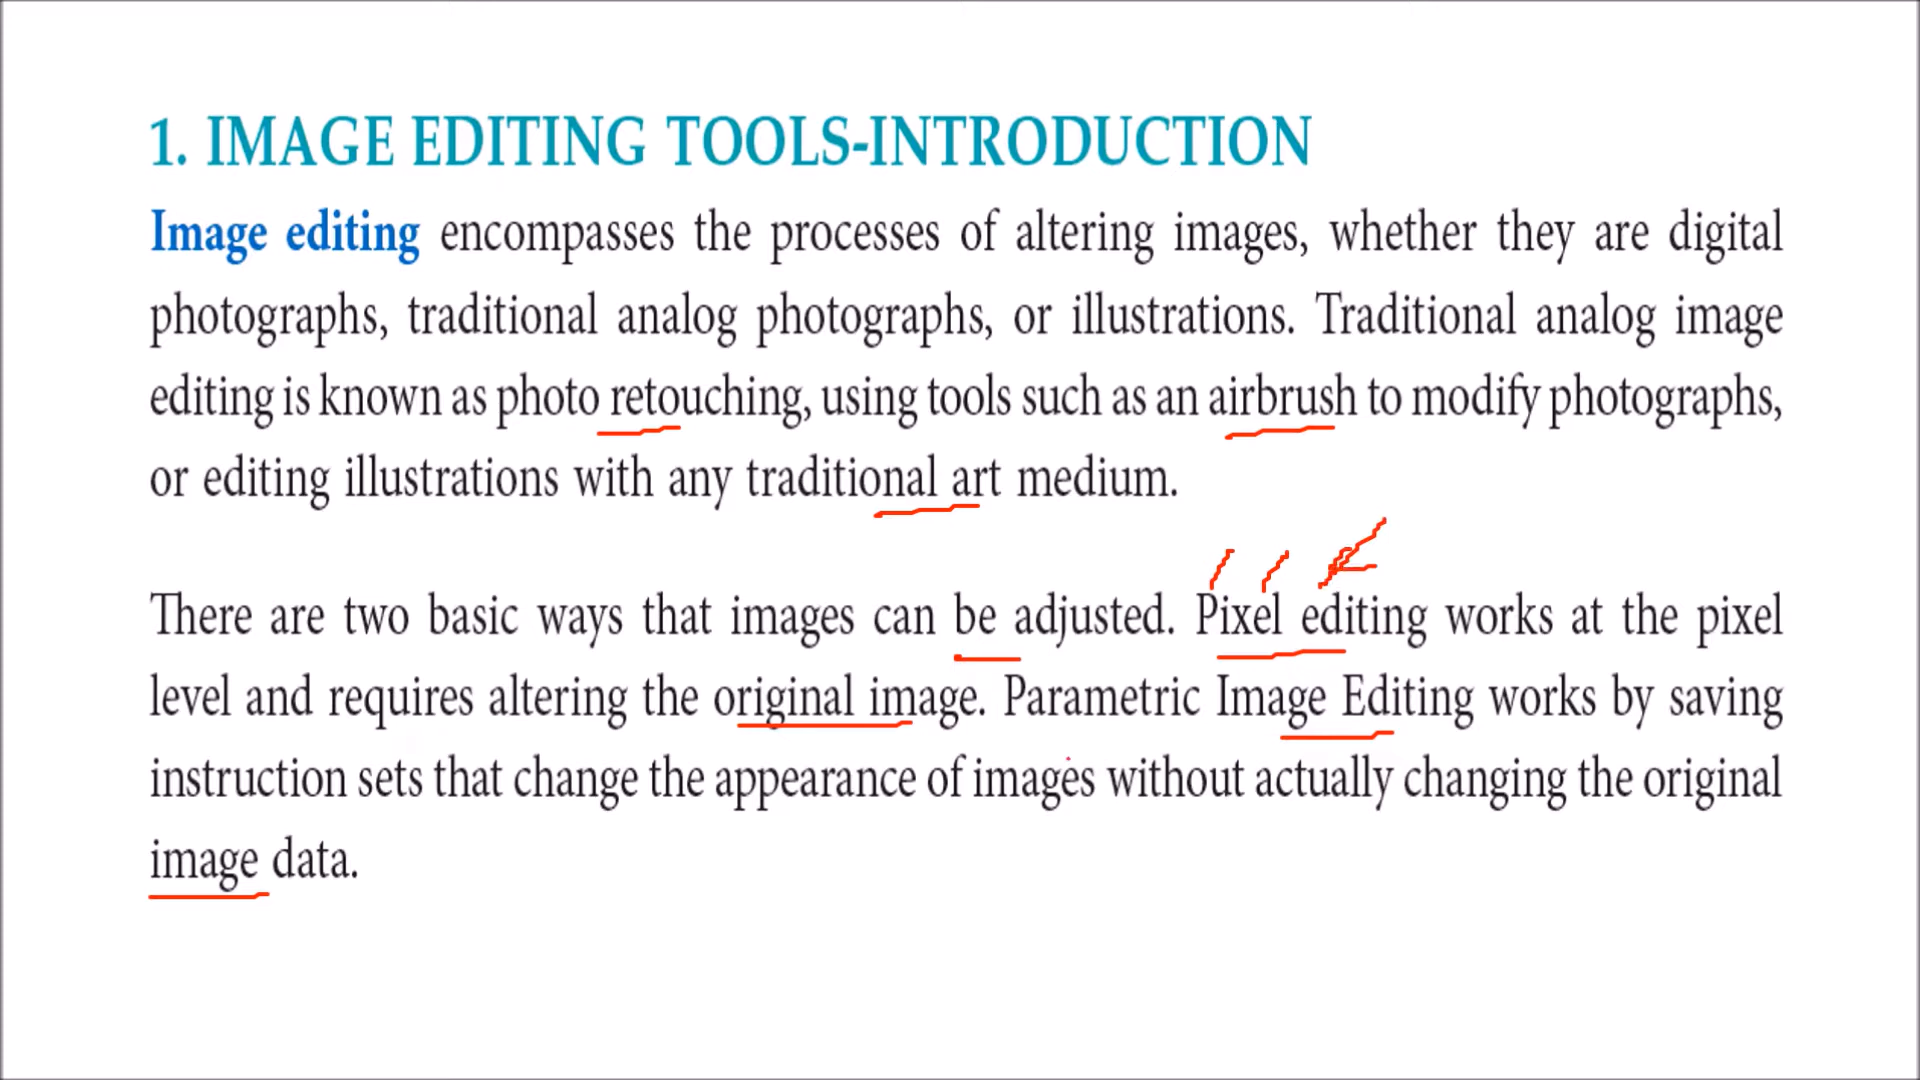 1. IMAGE EDITING TOOLS-INTRODUCTION
Image editing encompasses the processes of altering images, whether they are digital
photographs, traditional analog photographs, or illustrations. Traditional analog image
editing is known as photo retouching, using tools such as an airbrush to modify photographs,
or editing illustrations with any traditional art medium.
There are two basic ways that images can be adjusted. Pixel editing works at the pixel
level and requires altering the original image. Parametric Image Editing works by saving
instruction sets that change the appearance of images without actually changing the original
image data.